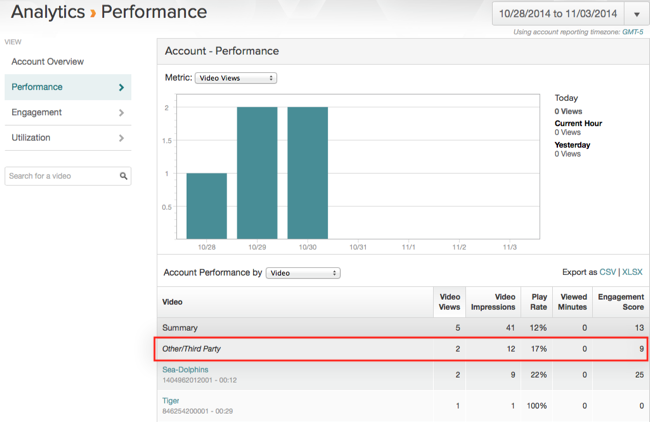 Analytics › Performance
10/28/2014 to 11/03/2014 ▼
Using account reporting timezone: GMT-5
VIEW
Account Overview
Performance
Engagement
Utilization
Search for a video
Account - Performance
Metric: Video Views
2
1.5
1
0.5
10/28 10/29 10/30 10/31 11/1 11/2 11/3
Today
0 Views
Current Hour
0 Views
Yesterday
0 Views
Account Performance by Video
Export as CSV | XLSX
Video Video Views Video Impressions Play Rate Viewed Minutes Engagement Score
Summary 5 41 12% 0 13
Other/Third Party 2 12 17% 0 9
Sea-Dolphins 2 9 22% 0 25
1404962012001 - 00:12
Tiger 1 1 100% 0 0
846254200001 - 00:29